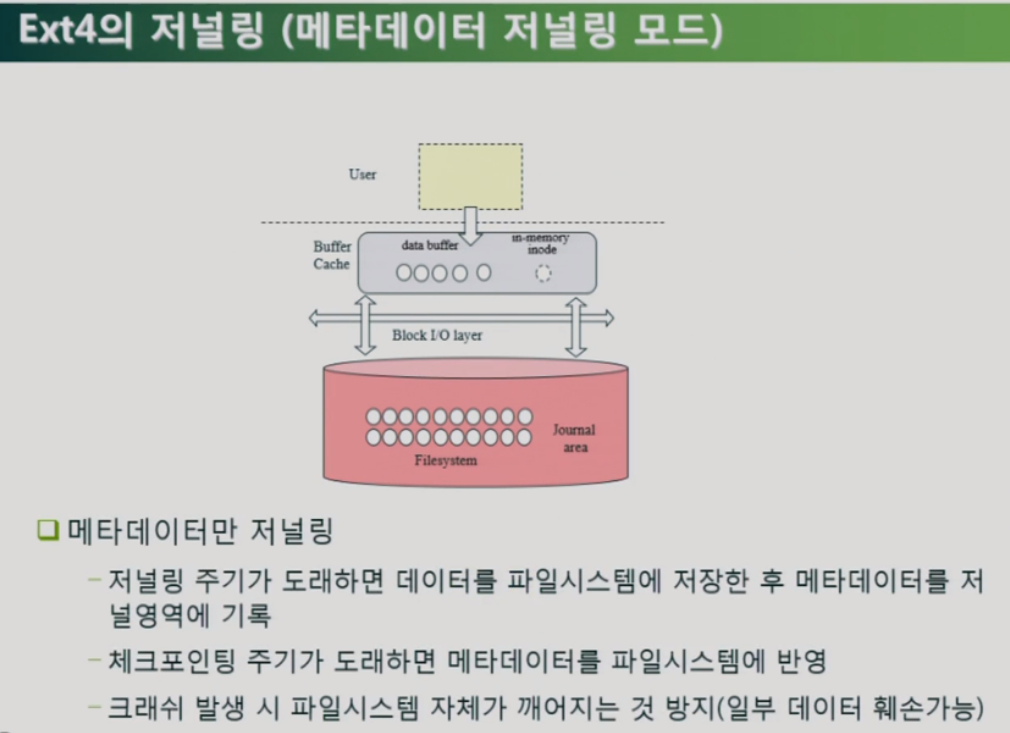 Ext4의 저널링 (메타데이터 저널링 모드)
User
Buffer
Cache
data buffer
in-memory
inode
Block I/O layer
Journal
area
Filesystem
메타데이터만 저널링
– 저널링 주기가 도래하면 데이터를 파일시스템에 저장한 후 메타데이터를 저
널영역에 기록
– 체크포인팅 주기가 도래하면 메타데이터를 파일시스템에 반영
– 크래쉬 발생 시 파일시스템 자체가 깨어지는 것 방지(일부 데이터 훼손가능)